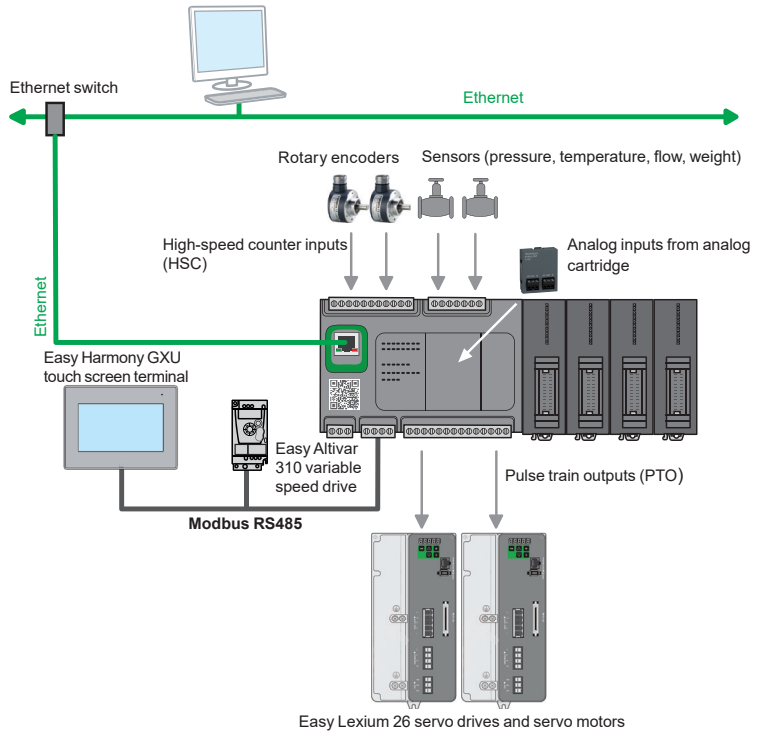 Ethernet switch
Ethernet
Rotary encoders
Sensors (pressure, temperature, flow, weight)
High-speed counter inputs
(HSC)
Analog inputs from analog
cartridge
Ethernet
Easy Harmony GXU
touch screen terminal
Easy Altivar
310 variable
speed drive
Pulse train outputs (PTO)
Modbus RS485
Easy Lexium 26 servo drives and servo motors